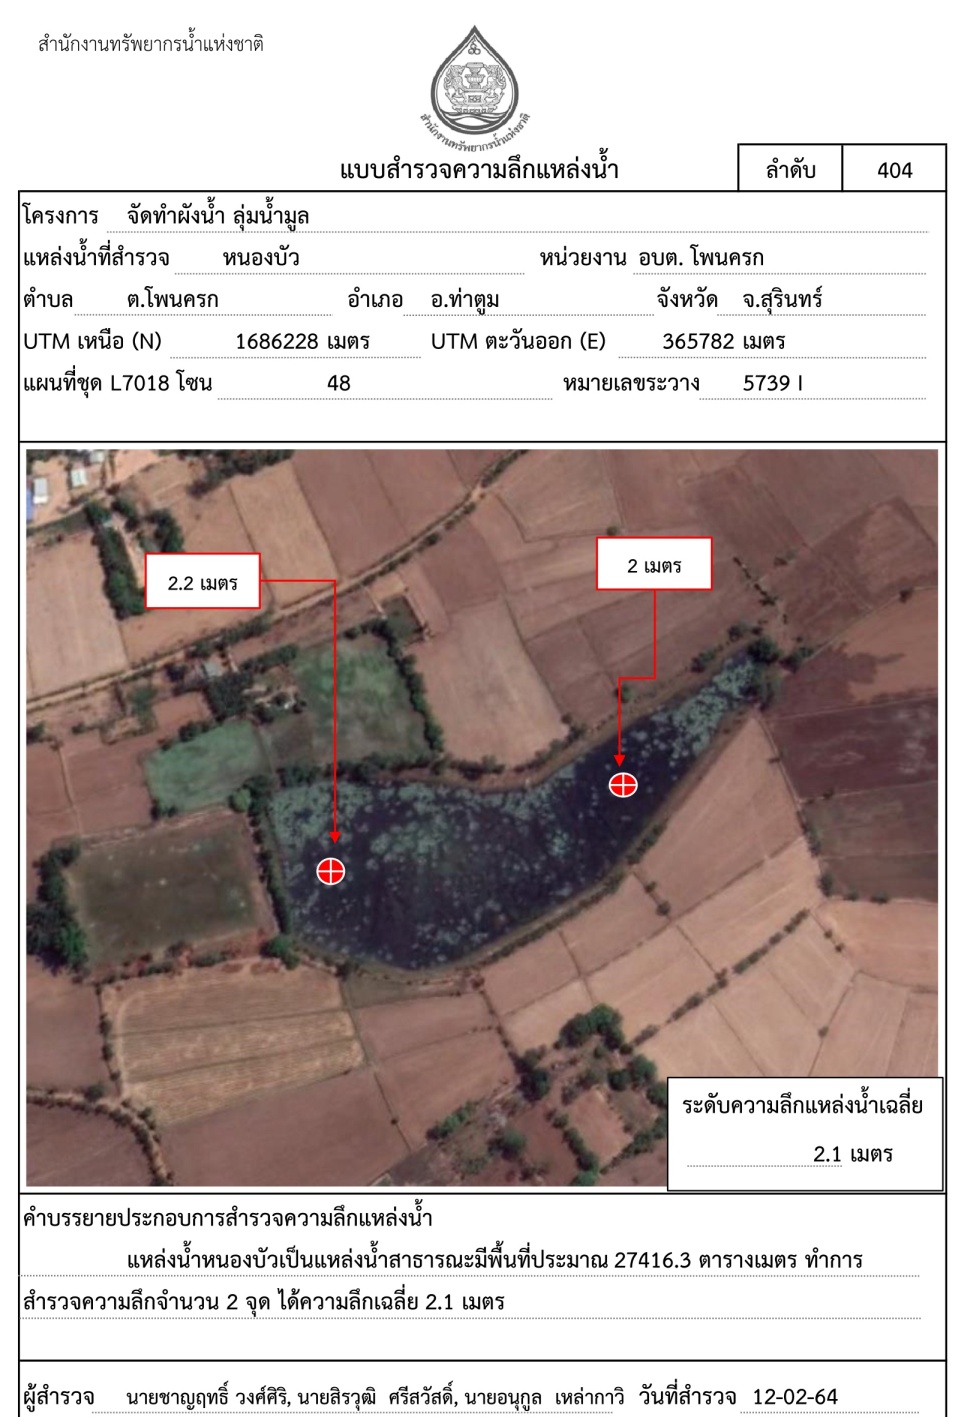 สำนักงานทรัพยากรน้ำแห่งชาติ
สำนักงานทรัพยากรน้ำแห่งชาติ
แบบสำรวจความลึกแหล่งน้ำ
ลำดับ 404
โครงการ จัดทำผังน้ำ ลุ่มน้ำมูล
แหล่งน้ำที่สำรวจ หนองบัว หน่วยงาน อบต. โพนครก
ตำบล ต.โพนครก อำเภอ อ.ท่าตูม จังหวัด จ.สุรินทร์
UTM เหนือ (N) 1686228 เมตร UTM ตะวันออก (E) 365782 เมตร
แผนที่ชุด L7018 โซน 48 หมายเลขระวาง 5739 I
2 เมตร
2.2 เมตร
ระดับความลึกแหล่งน้ำเฉลี่ย
2.1 เมตร
คำบรรยายประกอบการสำรวจความลึกแหล่งน้ำ
แหล่งน้ำหนองบัวเป็นแหล่งน้ำสาธารณะมีพื้นที่ประมาณ 27416.3 ตารางเมตร ทำการ
สำรวจความลึกจำนวน 2 จุด ได้ความลึกเฉลี่ย 2.1 เมตร
ผู้สำรวจ นายชาญฤทธิ์ วงศ์ศิริ, นายสิรวุฒิ ศรีสวัสดิ์, นายอนุกูล เหล่ากาวิ วันที่สำรวจ 12-02-64